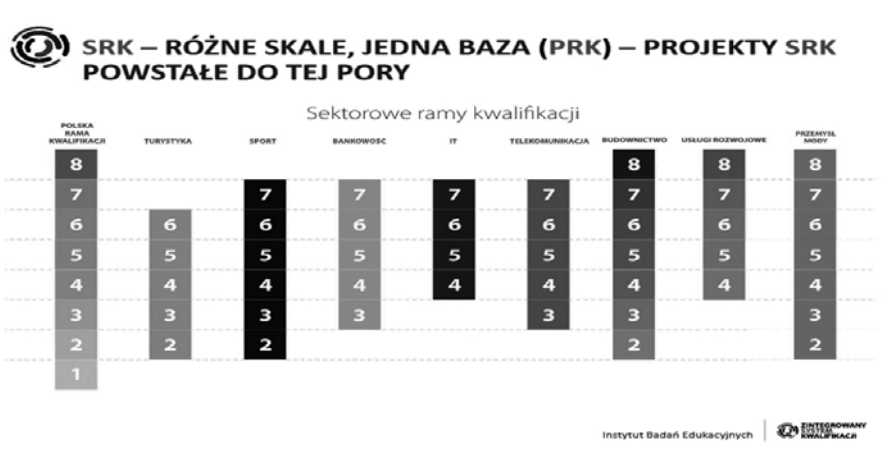 SRK – RÓŻNE SKALE, JEDNA BAZA (PRK) – PROJEKTY SRK
POWSTAŁE DO TEJ PORY
Sektorowe ramy kwalifikacji
POLSKA
RAMA
KWALIFIKACJI
TURYSTYKA
SPORT
BANKOWOŚĆ
IT
TELEKOMUNIKACJA
BUDOWNICTWO
USŁUGI ROZWOJOWE
PRZEMYSŁ
MODY
8 8 8 8
7 7 7 7 7 7 7 7
6 6 6 6 6 6 6 6 6
5 5 5 5 5 5 5 5 5
4 4 4 4 4 4 4 4 4
3 3 3 3 3 3 3
2 2 2 2 2
1
Instytut Badań Edukacyjnych
ZINTEGROWANY
SYSTEM
KWALIFIKACJI